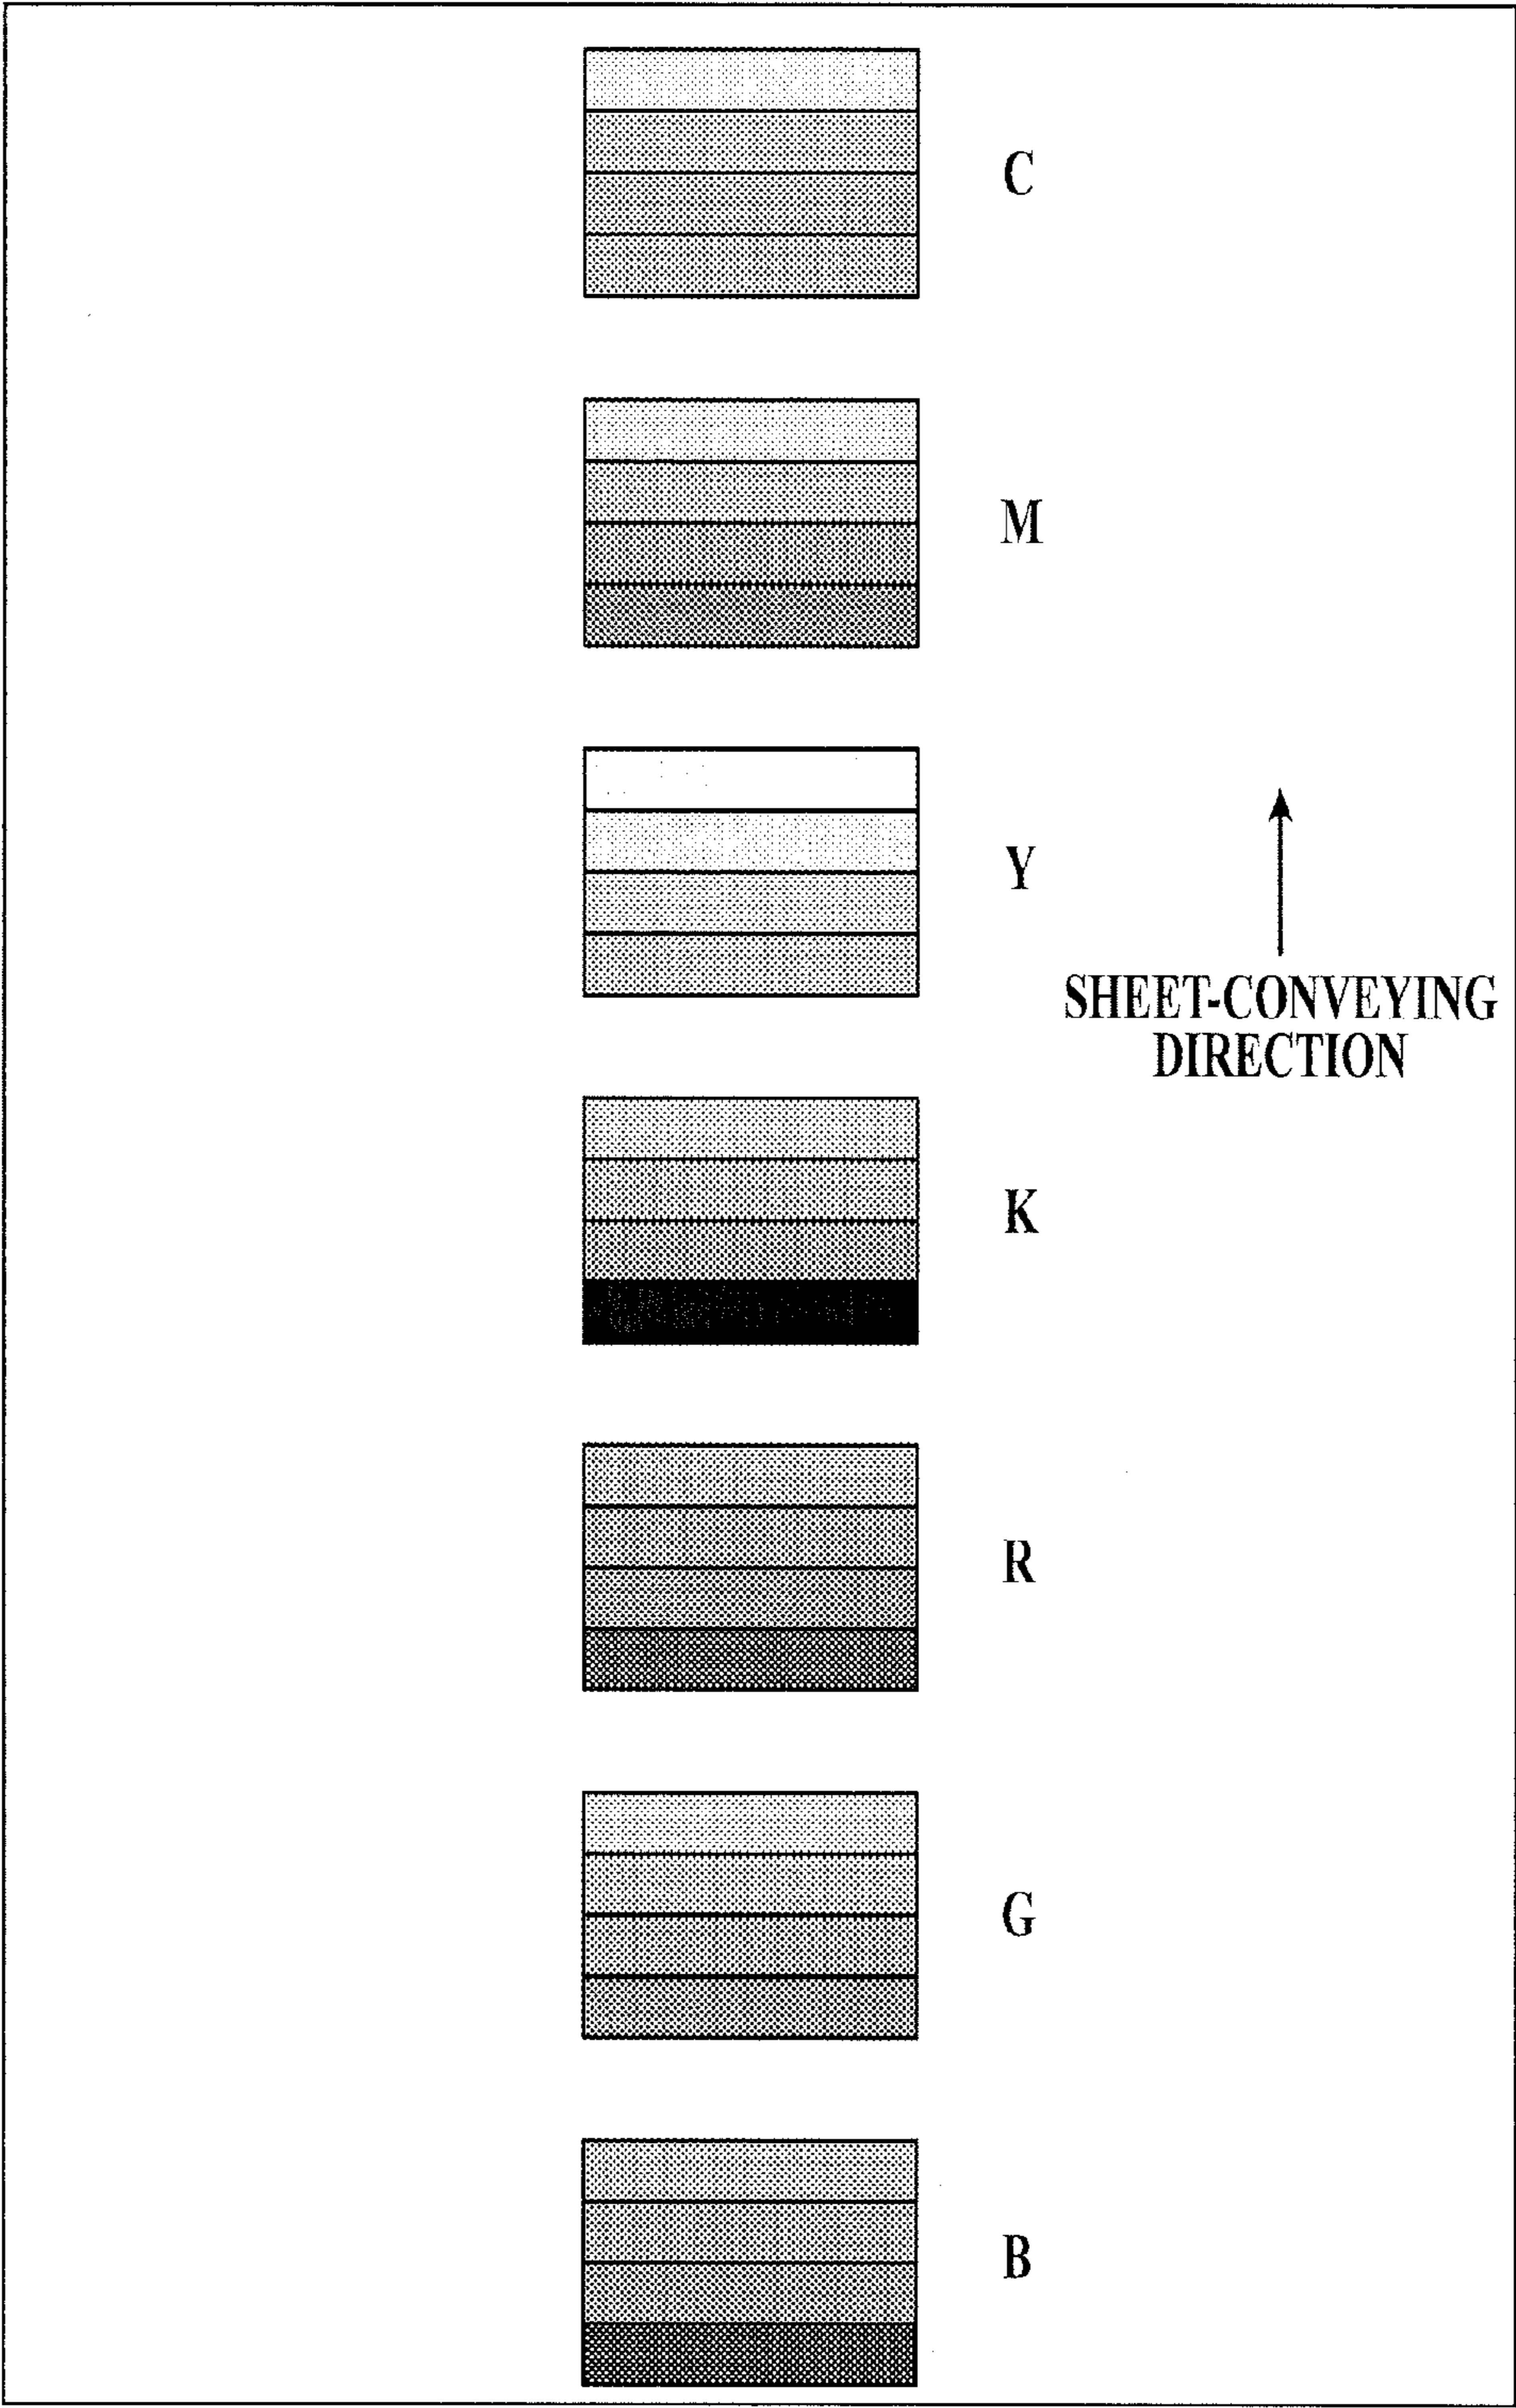 C
M
Y
SHEET-CONVEYING
DIRECTION
K
R
G
B